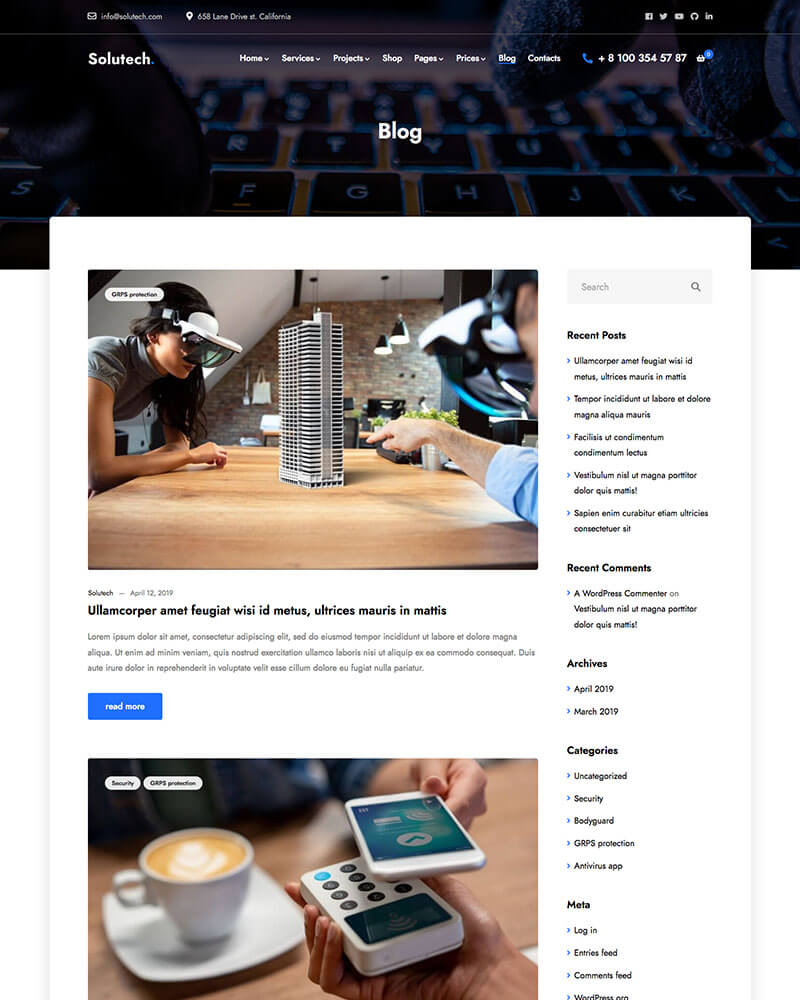 info@solutech.com 658 Lane Drive st. California
Solutech. Home Services Projects Shop Pages Prices Blog Contacts + 8 100 354 57 87 0
Blog
R T
S F G H J K
GRPS protection
Solutech — April 12, 2019
Ullamcorper amet feugiat wisi id metus, ultrices mauris in mattis
Lorem ipsum dolor sit amet, consectetur adipiscing elit, sed do eiusmod tempor incididunt ut labore et dolore magna
aliqua. Ut enim ad minim veniam, quis nostrud exercitation ullamco laboris nisi ut aliquip ex ea commodo consequat. Duis
aute irure dolor in reprehenderit in voluptate velit esse cillum dolore eu fugiat nulla pariatur.
read more
Security GRPS protection
Search
Recent Posts
Ullamcorper amet feugiat wisi id
metus, ultrices mauris in mattis
Tempor incididunt ut labore et dolore
magna aliqua mauris
Facilisis ut condimentum
condimentum lectus
Vestibulum nisl ut magna porttitor
dolor quis mattis!
Sapien enim curabitur etiam ultricies
consectetuer sit
Recent Comments
A WordPress Commenter on
Vestibulum nisl ut magna porttitor
dolor quis mattis!
Archives
April 2019
March 2019
Categories
Uncategorized
Security
Bodyguard
GRPS protection
Antivirus app
Meta
Log in
Entries feed
Comments feed
WordPress.org